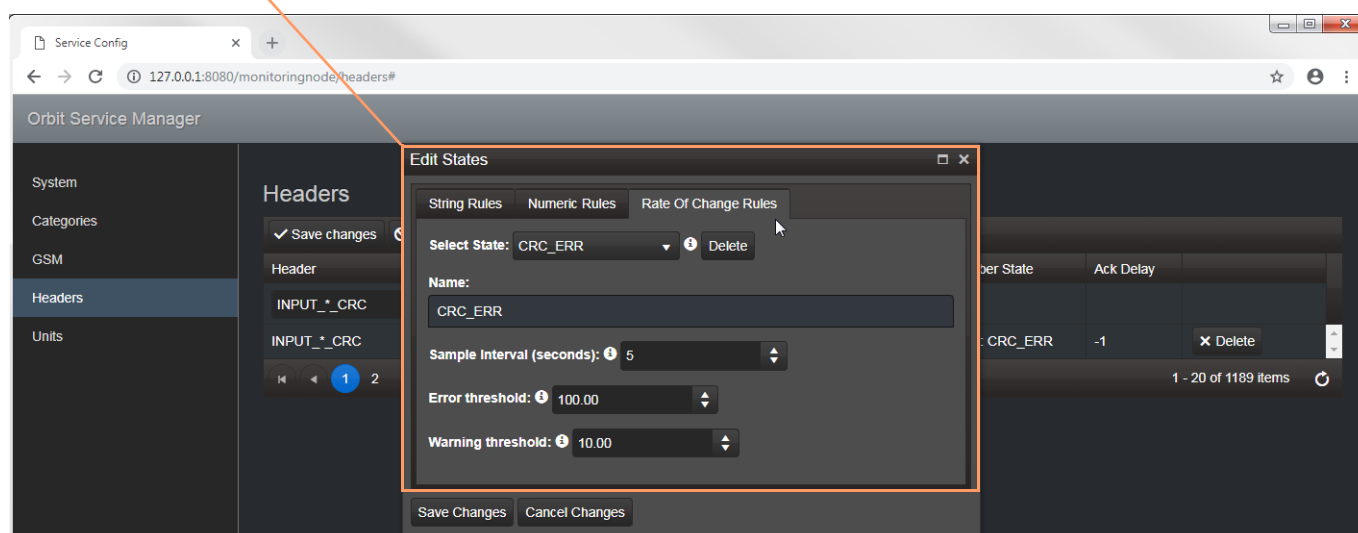 Service Config
127.0.0.1:8080/monitoringnode/headers#
Orbit Service Manager
System
Categories
GSM
Headers
Units
Headers
Save changes
Header
INPUT_*_CRC
INPUT_*_CRC
1 2
Edit States
String Rules Numeric Rules Rate Of Change Rules
Select State: CRC_ERR Delete
Name:
CRC_ERR
Sample Interval (seconds): 5
Error threshold: 100.00
Warning threshold: 10.00
Save Changes Cancel Changes
State Ack Delay
CRC_ERR -1 Delete
1 - 20 of 1189 items